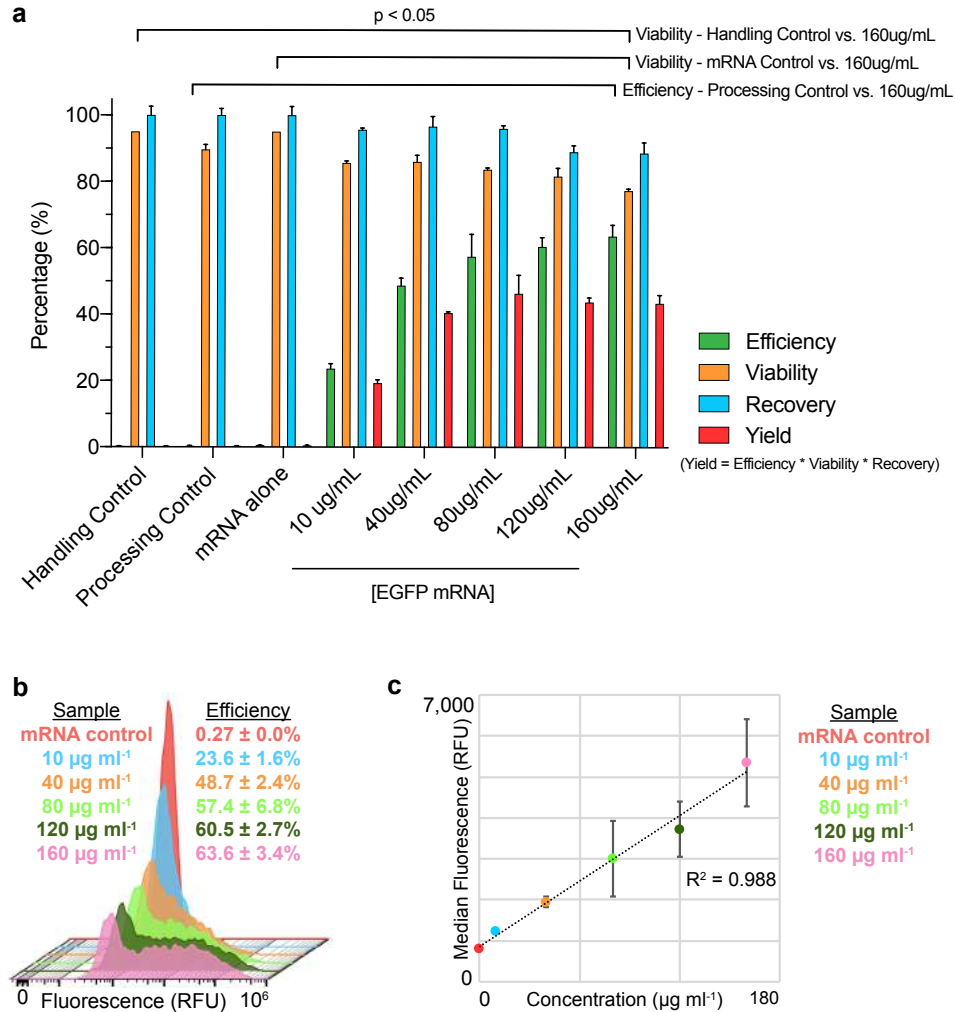 a
p < 0.05
Viability - Handling Control vs. 160ug/mL
Viability - mRNA Control vs. 160ug/mL
Efficiency - Processing Control vs. 160ug/mL
Percentage (%)
100
80
60
40
20
0
Handling Control
Processing Control
mRNA alone
10 ug/mL
40ug/mL
80ug/mL
120ug/mL
160ug/mL
[EGFP mRNA]
Efficiency
Viability
Recovery
Yield
(Yield = Efficiency * Viability * Recovery)
b
Sample Efficiency
mRNA control 0.27 ± 0.0%
10 µg ml⁻¹ 23.6 ± 1.6%
40 µg ml⁻¹ 48.7 ± 2.4%
80 µg ml⁻¹ 57.4 ± 6.8%
120 µg ml⁻¹ 60.5 ± 2.7%
160 µg ml⁻¹ 63.6 ± 3.4%
0 Fluorescence (RFU) 10⁶
c
7,000
Median Fluorescence (RFU)
0
R² = 0.988
0 Concentration (µg ml⁻¹) 180
Sample
mRNA control
10 µg ml⁻¹
40 µg ml⁻¹
80 µg ml⁻¹
120 µg ml⁻¹
160 µg ml⁻¹